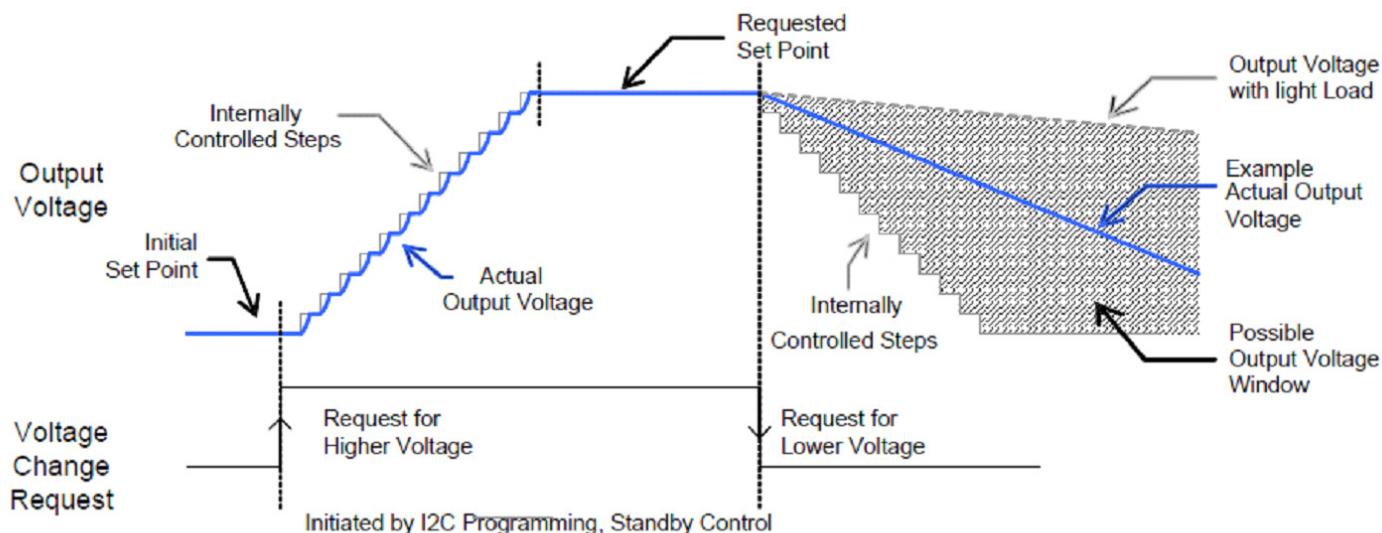 Requested
Set Point
Output Voltage
with light Load
Internally
Controlled Steps
Output
Voltage
Example
Actual Output
Voltage
Initial
Set Point
Actual
Output Voltage
Internally
Controlled Steps
Possible
Output Voltage
Window
Voltage
Change
Request
Request for
Higher Voltage
Request for
Lower Voltage
Initiated by I2C Programming, Standby Control